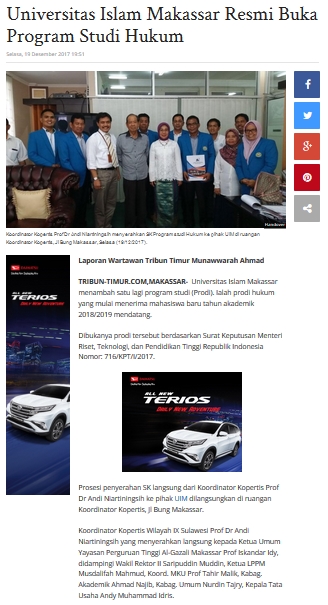 Universitas Islam Makassar Resmi Buka
Program Studi Hukum
Selasa, 19 Desember 2017 19:51
Handover
Koordinator Kopertis Prof Dr Andi Niartiningsih menyerahkan SK Program studi Hukum ke pihak UIM di ruangan
Koordinator Kopertis, Jl Bung Makassar, Selasa (19/12/2017).
Laporan Wartawan Tribun Timur Munawwarah Ahmad
TRIBUN-TIMUR.COM,MAKASSAR- Universitas Islam Makassar
menambah satu lagi program studi (Prodi). Ialah prodi hukum
yang mulai menerima mahasiswa baru tahun akademik
2018/2019 mendatang.
Dibukanya prodi tersebut berdasarkan Surat Keputusan Menteri
Riset, Teknologi, dan Pendidikan Tinggi Republik Indonesia
Nomor: 716/KPT/I/2017.
ALL NEW
TERIOS
DAILY NEW ADVENTURE
ALL NEW
TERIOS
DAILY NEW ADVENTURE
Prosesi penyerahan SK langsung dari Koordinator Kopertis Prof
Dr Andi Niartiningsih ke pihak UIM dilangsungkan di ruangan
Koordinator Kopertis, Jl Bung Makassar.
Koordinator Kopertis Wilayah IX Sulawesi Prof Dr Andi
Niartiningsih yang menyerahkan langsung kepada Ketua Umum
Yayasan Perguruan Tinggi Al-Gazali Makassar Prof Iskandar Idy,
didampingi Wakil Rektor II Saripuddin Muddin, Ketua LPPM
Musdalifah Mahmud, Koord. MKU Prof Tahir Malik, Kabag.
Akademik Ahmad Najib, Kabag. Umum Nurdin Tajry, Kepala Tata
Usaha Andy Muhammad Idris.